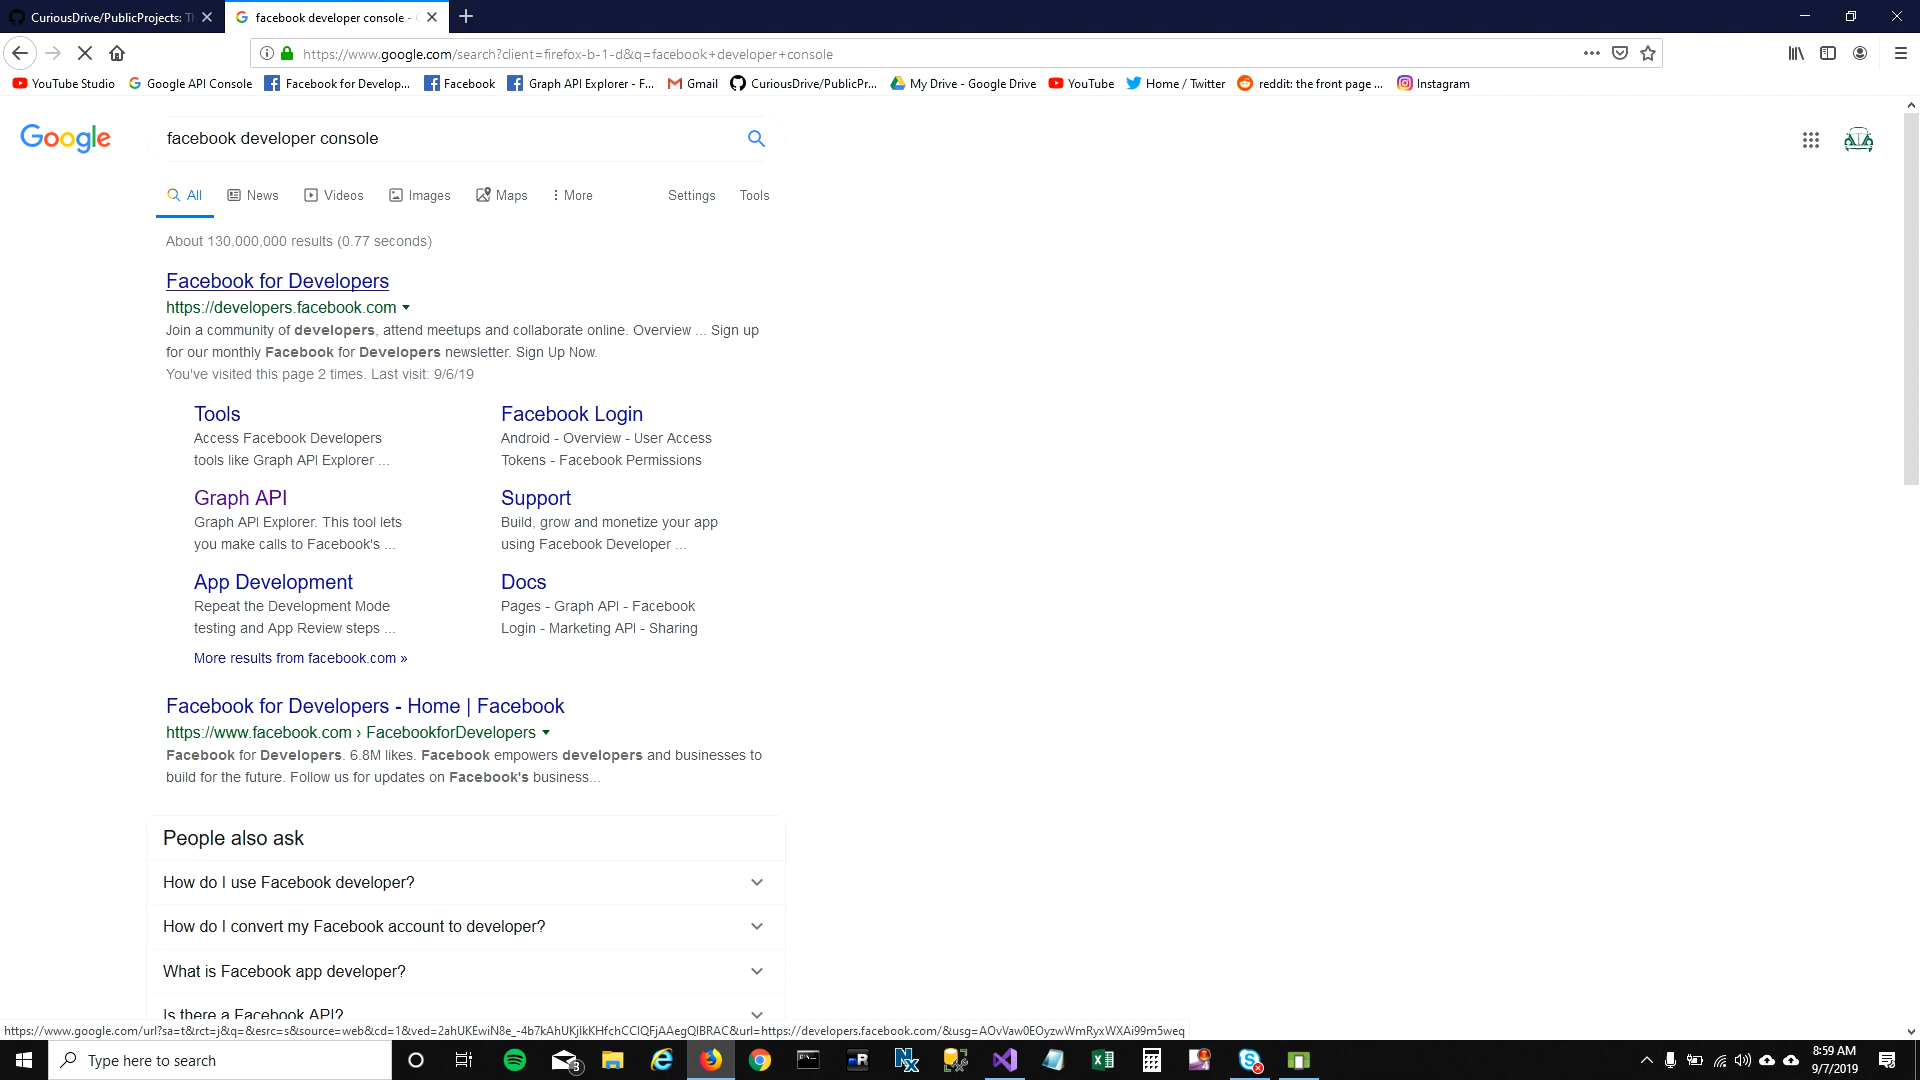 CuriousDrive/PublicProjects: Th
facebook developer console -
https://www.google.com/search?client=firefox-b-1-d&q=facebook+developer+console
YouTube Studio
Google API Console
Facebook for Develop...
Facebook
Graph API Explorer - F...
Gmail
CuriousDrive/PublicPr...
My Drive - Google Drive
YouTube
Home / Twitter
reddit: the front page ...
Instagram
Google
facebook developer console
All
News
Videos
Images
Maps
More
Settings
Tools
About 130,000,000 results (0.77 seconds)
Facebook for Developers
https://developers.facebook.com
Join a community of developers, attend meetups and collaborate online. Overview ... Sign up
for our monthly Facebook for Developers newsletter. Sign Up Now.
You've visited this page 2 times. Last visit: 9/6/19
Tools
Access Facebook Developers
tools like Graph API Explorer ...
Facebook Login
Android - Overview - User Access
Tokens - Facebook Permissions
Graph API
Graph API Explorer. This tool lets
you make calls to Facebook's ...
Support
Build, grow and monetize your app
using Facebook Developer ...
App Development
Repeat the Development Mode
testing and App Review steps ...
Docs
Pages - Graph API - Facebook
Login - Marketing API - Sharing
More results from facebook.com »
Facebook for Developers - Home | Facebook
https://www.facebook.com › FacebookforDevelopers
Facebook for Developers. 6.8M likes. Facebook empowers developers and businesses to
build for the future. Follow us for updates on Facebook's business...
People also ask
How do I use Facebook developer?
How do I convert my Facebook account to developer?
What is Facebook app developer?
Is there a Facebook API?
https://www.google.com/url?sa=t&rct=j&q=&esrc=s&source=web&cd=1&ved=2ahUKEwiN8e_-4b7kAhUKjlkKHfchCCIQFjAAegQIBRAC&url=https://developers.facebook.com/&usg=AOvVaw0EOyzwWmRyxWXAi99m5weq
Type here to search
3
8:59 AM
9/7/2019